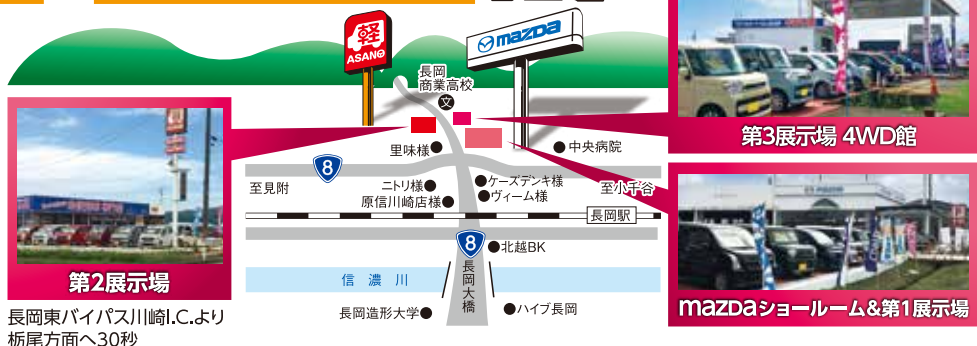 軽
ASANO
mazda
長岡
商業高校
文
里味様
中央病院
8
至見附
ニトリ様
ケーズデンキ様
至小千谷
原信川崎店様
ヴィーム様
長岡駅
8
北越BK
信濃川
長岡大橋
長岡造形大学
ハイブ長岡
第2展示場
長岡東バイパス川崎I.C.より
栃尾方面へ30秒
第3展示場 4WD館
mazdaショールーム&第1展示場